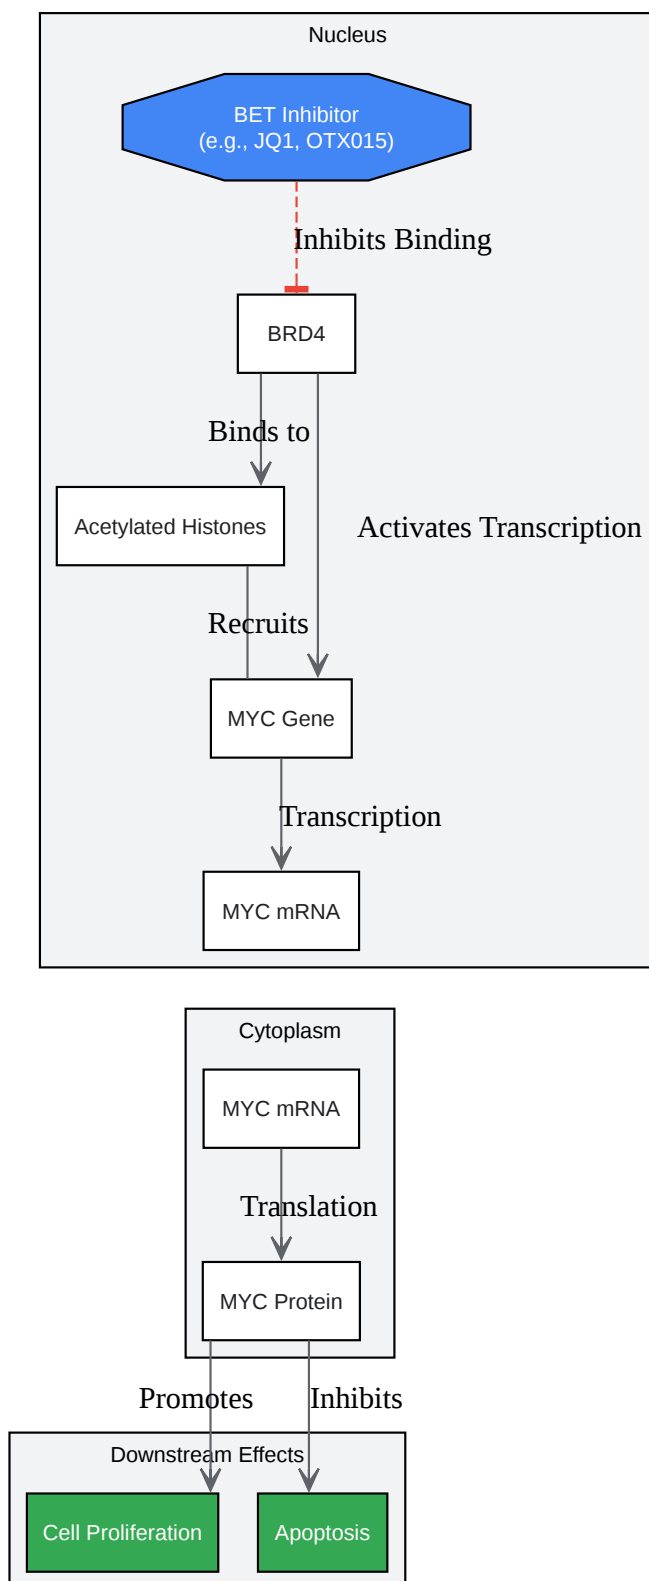 Nucleus
BET Inhibitor
(e.g., JQ1, OTX015)
Inhibits Binding
BRD4
Binds to
Acetylated Histones
Activates Transcription
Recruits
MYC Gene
Transcription
MYC mRNA
Cytoplasm
MYC mRNA
Translation
MYC Protein
Promotes
Inhibits
Downstream Effects
Cell Proliferation
Apoptosis